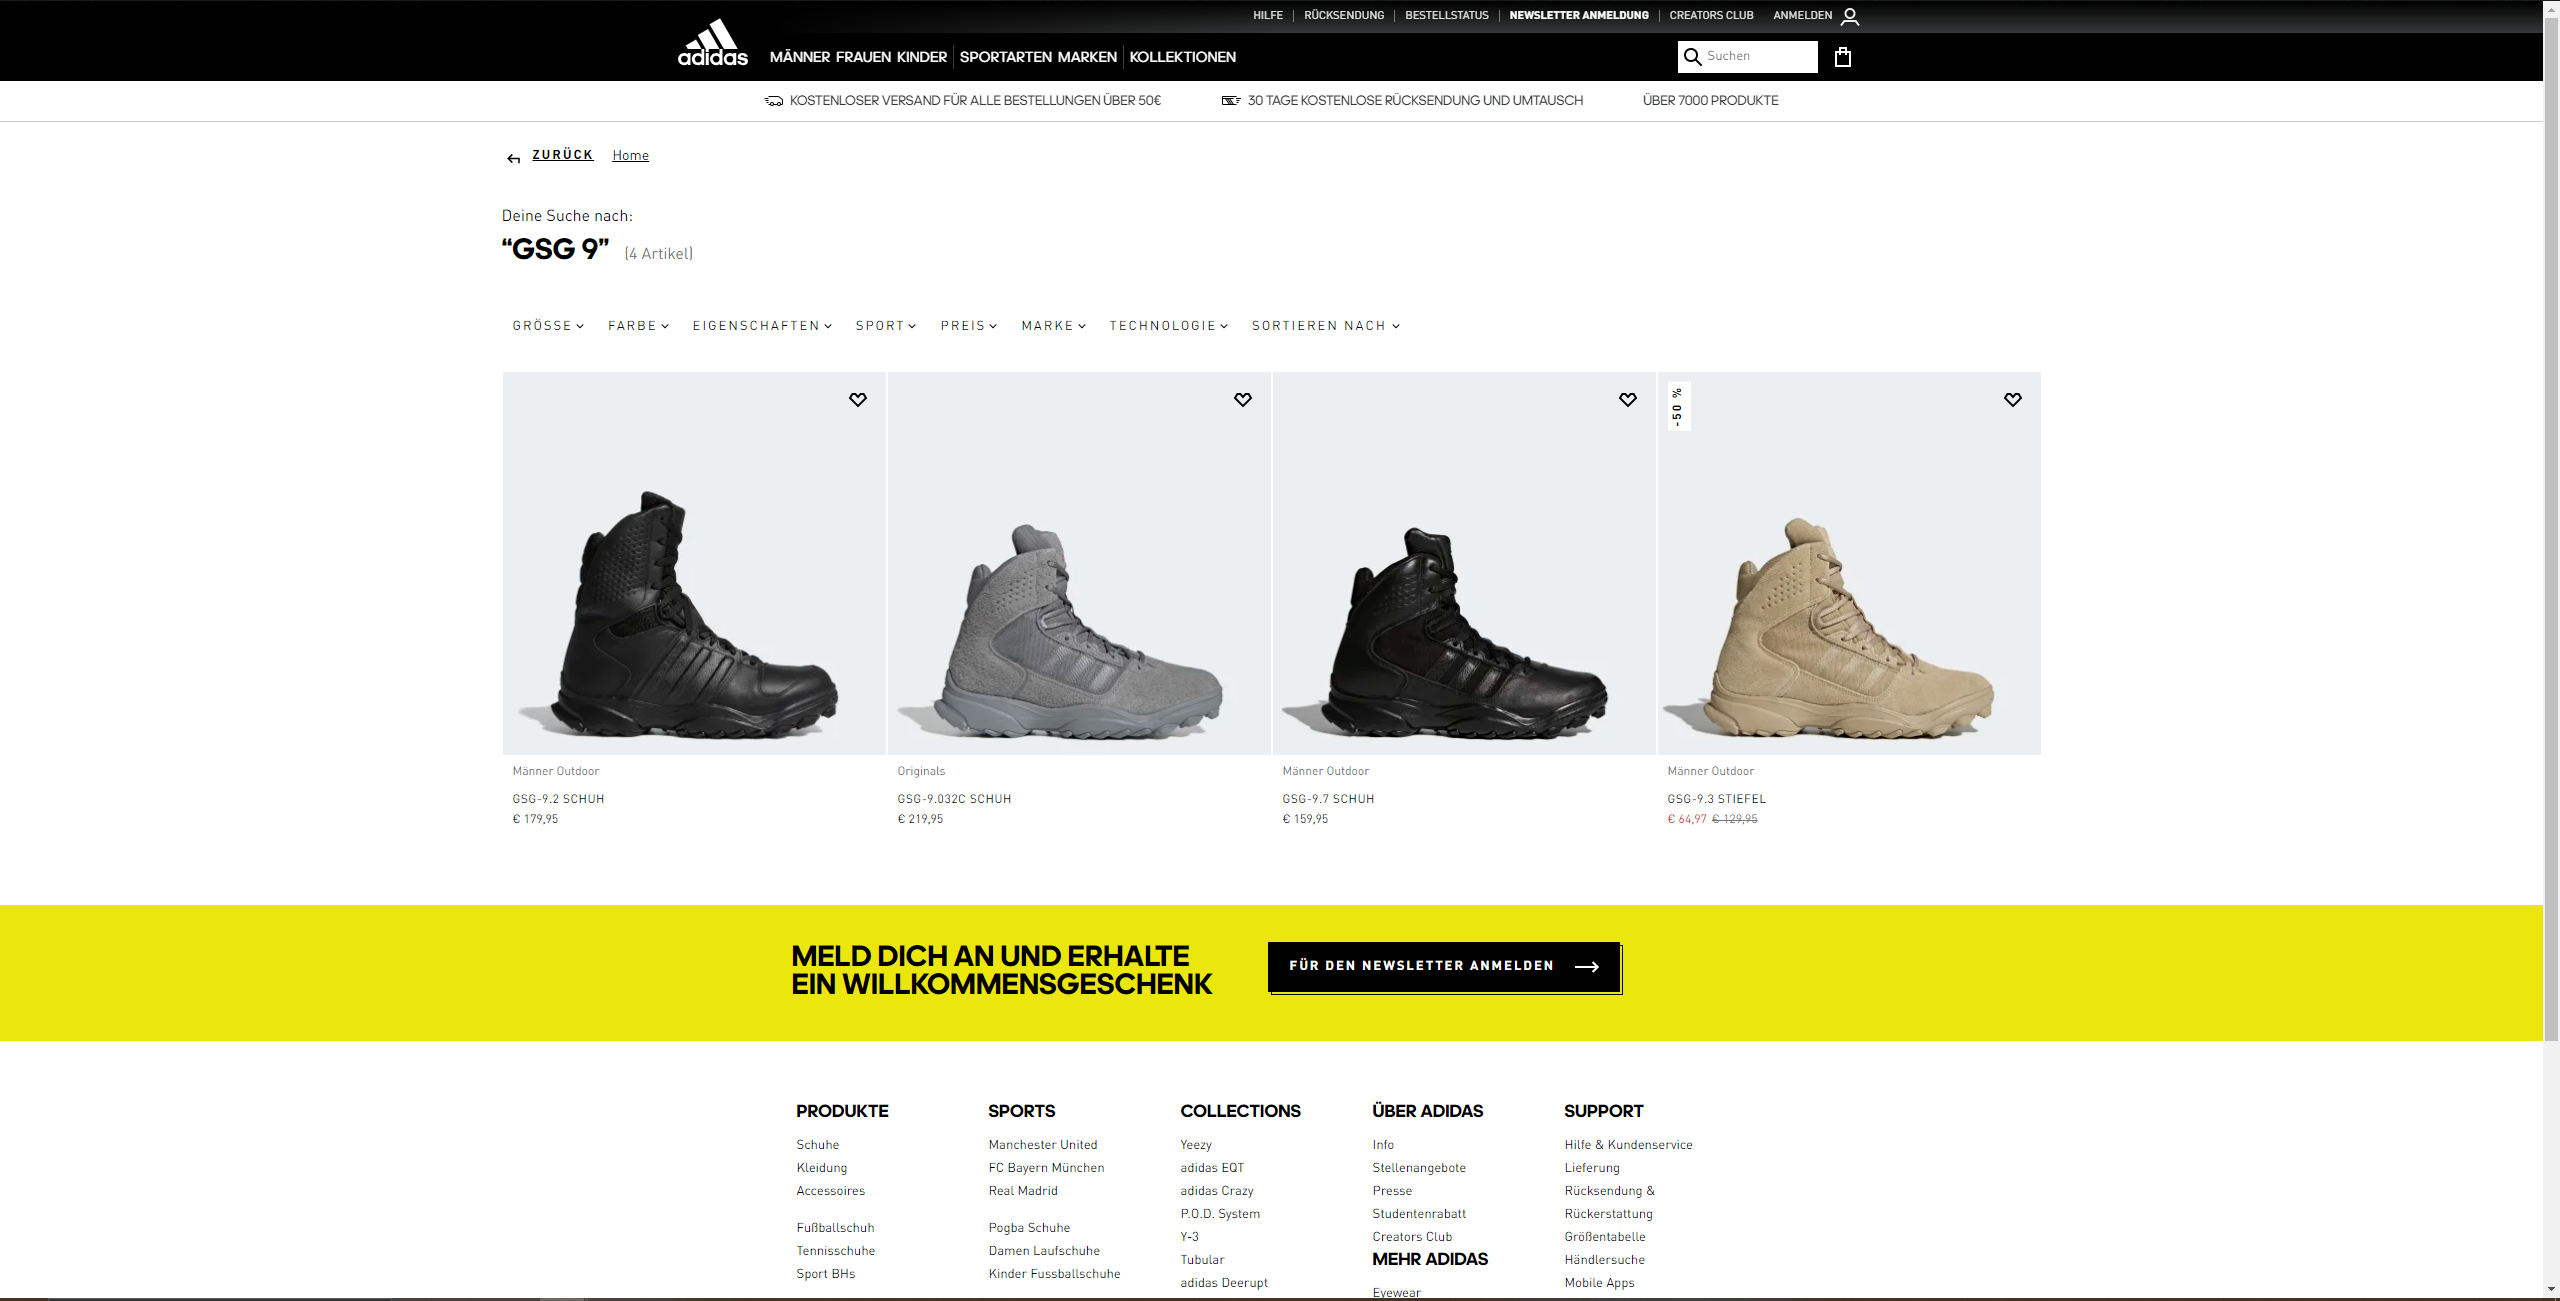 HILFE RÜCKSENDUNG BESTELLSTATUS NEWSLETTER ANMELDUNG CREATORS CLUB ANMELDEN
adidas MÄNNER FRAUEN KINDER SPORTARTEN MARKEN KOLLEKTIONEN Suchen
KOSTENLOSER VERSAND FÜR ALLE BESTELLUNGEN ÜBER 50€ 30 TAGE KOSTENLOSE RÜCKSENDUNG UND UMTAUSCH ÜBER 7000 PRODUKTE
ZURÜCK Home
Deine Suche nach:
“GSG 9” (4 Artikel)
GRÖSSE FARBE EIGENSCHAFTEN SPORT PREIS MARKE TECHNOLOGIE SORTIEREN NACH
-50 %
Männer Outdoor
GSG-9.2 SCHUH
€ 179,95
Originals
GSG-9.032C SCHUH
€ 219,95
Männer Outdoor
GSG-9.7 SCHUH
€ 159,95
Männer Outdoor
GSG-9.3 STIEFEL
€ 64,97 € 129,95
MELD DICH AN UND ERHALTE
EIN WILLKOMMENSGESCHENK
FÜR DEN NEWSLETTER ANMELDEN
PRODUKTE
Schuhe
Kleidung
Accessoires
Fußballschuh
Tennisschuhe
Sport BHs
SPORTS
Manchester United
FC Bayern München
Real Madrid
Pogba Schuhe
Damen Laufschuhe
Kinder Fussballschuhe
COLLECTIONS
Yeezy
adidas EQT
adidas Crazy
P.O.D. System
Y-3
Tubular
adidas Deerupt
ÜBER ADIDAS
Info
Stellenangebote
Presse
Studentenrabatt
Creators Club
MEHR ADIDAS
Eyewear
SUPPORT
Hilfe & Kundenservice
Lieferung
Rücksendung &
Rückerstattung
Größentabelle
Händlersuche
Mobile Apps